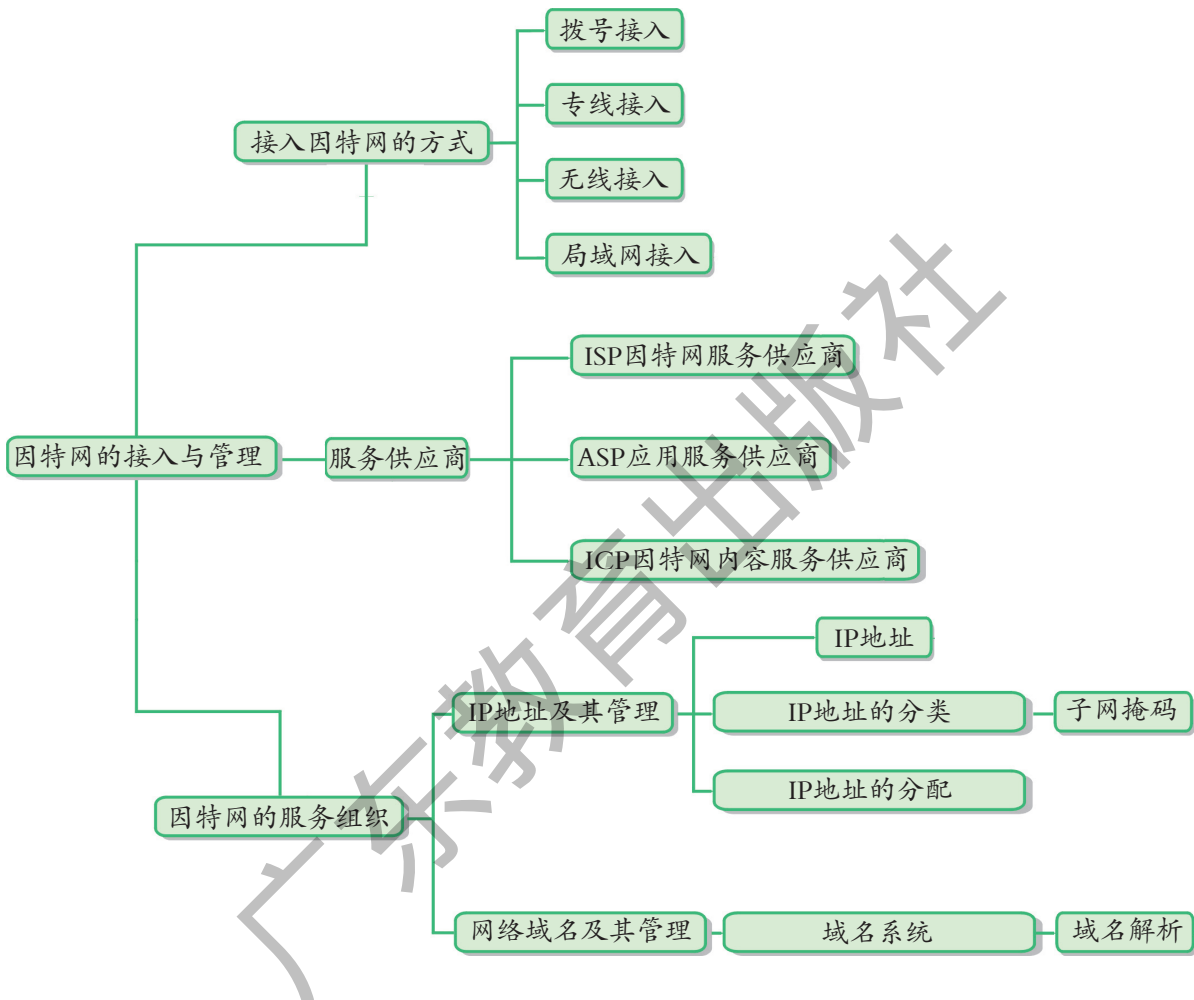 拨号接入
专线接入
接入因特网的方式
无线接入
局域网接入
ISP因特网服务供应商
因特网的接入与管理
服务供应商
ASP应用服务供应商
ICP因特网内容服务供应商
IP地址
IP地址及其管理
IP地址的分类
子网掩码
IP地址的分配
因特网的服务组织
网络域名及其管理
域名系统
域名解析
广东教育出版社